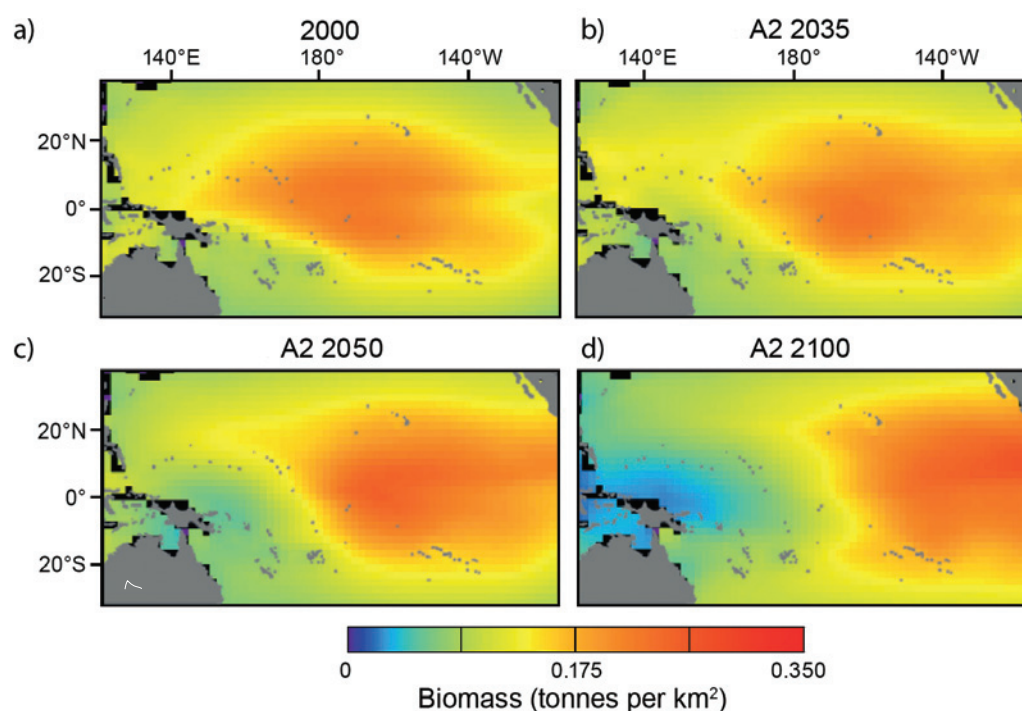 a)
2000
b)
A2 2035
140°E
180°
140°W
140°E
180°
140°W
20°N
0°
20°S
c)
A2 2050
d)
A2 2100
20°N
0°
20°S
0
0.175
0.350
Biomass (tonnes per km²)